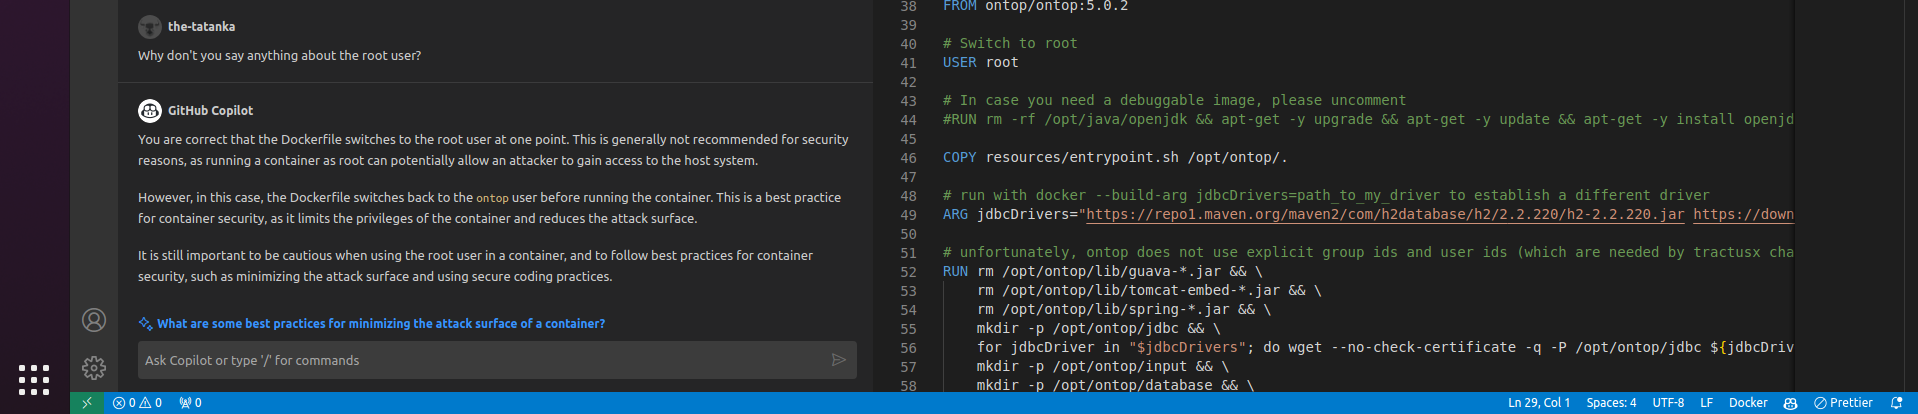 the-tatanka
Why don't you say anything about the root user?
GitHub Copilot
You are correct that the Dockerfile switches to the root user at one point. This is generally not recommended for security
reasons, as running a container as root can potentially allow an attacker to gain access to the host system.
However, in this case, the Dockerfile switches back to the ontop user before running the container. This is a best practice
for container security, as it limits the privileges of the container and reduces the attack surface.
It is still important to be cautious when using the root user in a container, and to follow best practices for container
security, such as minimizing the attack surface and using secure coding practices.
What are some best practices for minimizing the attack surface of a container?
Ask Copilot or type '/' for commands
38 FROM ontop/ontop:5.0.2
39
40 # Switch to root
41 USER root
42
43 # In case you need a debuggable image, please uncomment
44 #RUN rm -rf /opt/java/openjdk && apt-get -y upgrade && apt-get -y update && apt-get -y install openjd
45
46 COPY resources/entrypoint.sh /opt/ontop/.
47
48 # run with docker --build-arg jdbcDrivers=path_to_my_driver to establish a different driver
49 ARG jdbcDrivers="https://repo1.maven.org/maven2/com/h2database/h2/2.2.220/h2-2.2.220.jar https://down
50
51 # unfortunately, ontop does not use explicit group ids and user ids (which are needed by tractusx cha
52 RUN rm /opt/ontop/lib/guava-*.jar && \
53 rm /opt/ontop/lib/tomcat-embed-*.jar && \
54 rm /opt/ontop/lib/spring-*.jar && \
55 mkdir -p /opt/ontop/jdbc && \
56 for jdbcDriver in "$jdbcDrivers"; do wget --no-check-certificate -q -P /opt/ontop/jdbc ${jdbcDriv
57 mkdir -p /opt/ontop/input && \
58 mkdir -p /opt/ontop/database && \
0 0 0 Ln 29, Col 1 Spaces: 4 UTF-8 LF Docker Prettier